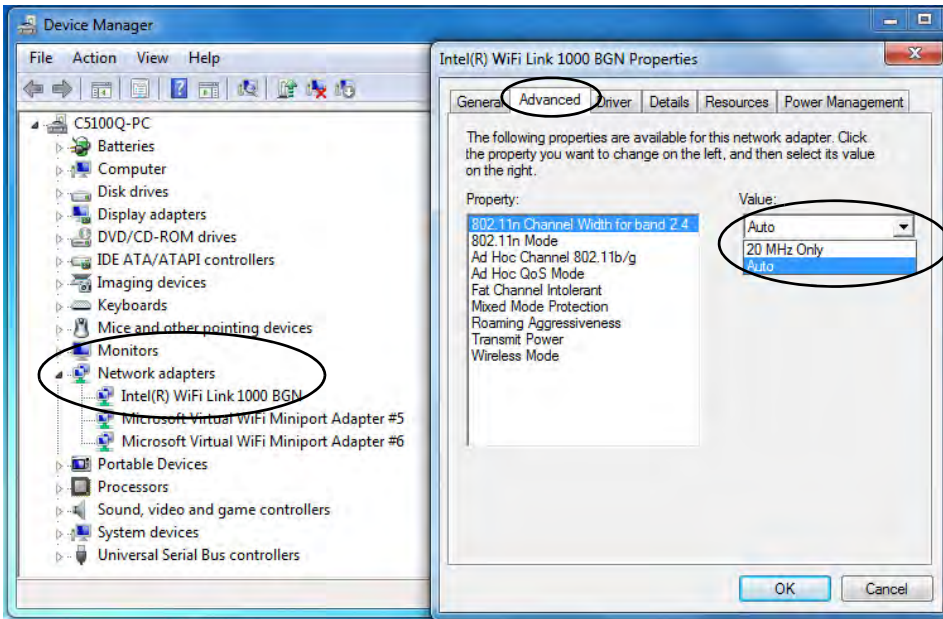 Device Manager
File Action View Help
C5100Q-PC
Batteries
Computer
Disk drives
Display adapters
DVD/CD-ROM drives
IDE ATA/ATAPI controllers
Imaging devices
Keyboards
Mice and other pointing devices
Monitors
Network adapters
Intel(R) WiFi Link 1000 BGN
Microsoft Virtual WiFi Miniport Adapter #5
Microsoft Virtual WiFi Miniport Adapter #6
Portable Devices
Processors
Sound, video and game controllers
System devices
Universal Serial Bus controllers
Intel(R) WiFi Link 1000 BGN Properties
General Advanced Driver Details Resources Power Management
The following properties are available for this network adapter. Click
the property you want to change on the left, and then select its value
on the right.
Property:
802.11n Channel Width for band 2.4
802.11n Mode
Ad Hoc Channel 802.11b/g
Ad Hoc QoS Mode
Fat Channel Intolerant
Mixed Mode Protection
Roaming Aggressiveness
Transmit Power
Wireless Mode
Value:
Auto
20 MHz Only
Auto
OK Cancel